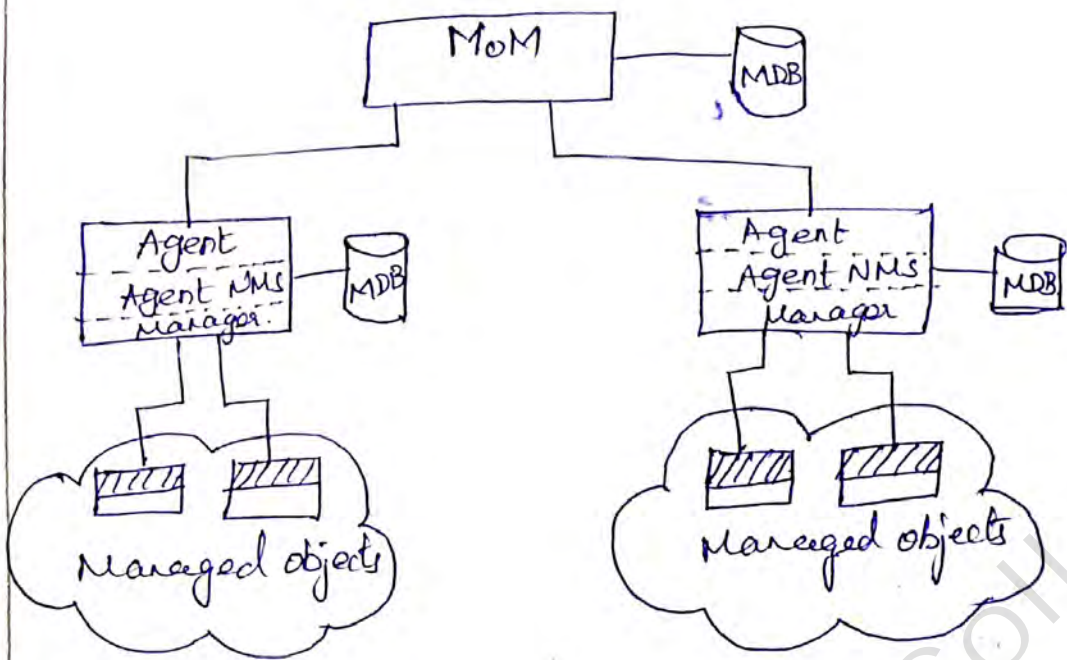 MoM
MDB
Agent
Agent NMS
Manager.
MDB
Agent
Agent NMS
Manager
MDB
Managed objects
Managed objects